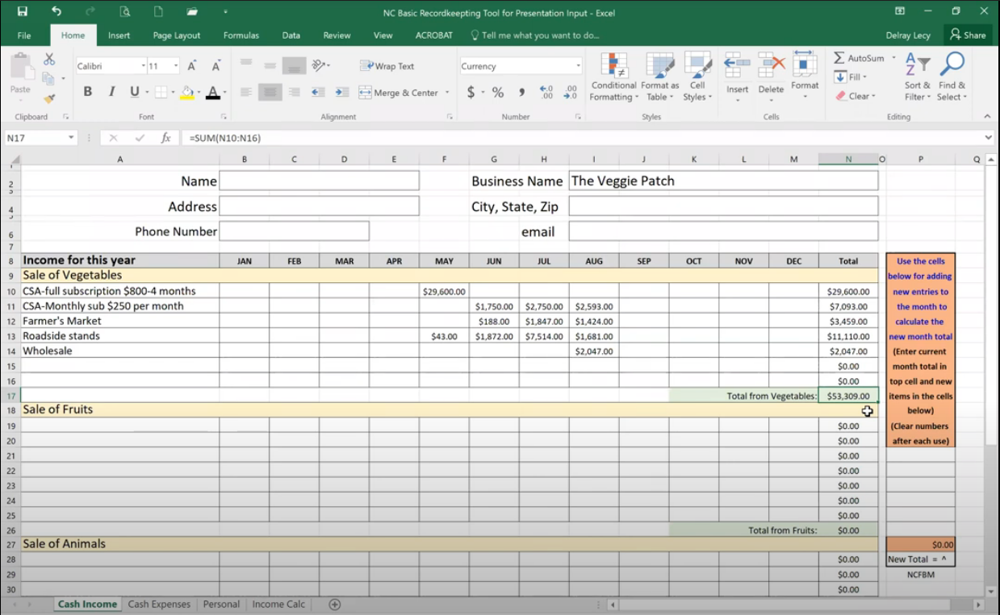 NC Basic Recordkeepting Tool for Presentation Input - Excel
File Home Insert Page Layout Formulas Data Review View ACROBAT Tell me what you want to do... Delray Lecy Share
Paste Calibri 11 A A Wrap Text Currency Conditional Formatting Format as Table Cell Styles Insert Delete Format AutoSum Fill Clear Sort & Filter Find & Select
B I U A Merge & Center $ % , .0 .00 .00 .0
Clipboard Font Alignment Number Styles Cells Editing
N17 fx =SUM(N10:N16)
A B C D E F G H I J K L M N O P Q
1
2 Name Business Name The Veggie Patch
3
4 Address City, State, Zip
5
6 Phone Number email
7
8 Income for this year JAN FEB MAR APR MAY JUN JUL AUG SEP OCT NOV DEC Total Use the cells
9 Sale of Vegetables below for adding
10 CSA-full subscription $800-4 months $29,600.00 $29,600.00 new entries to
11 CSA-Monthly sub $250 per month $1,750.00 $2,750.00 $2,593.00 $7,093.00 the month to
12 Farmer's Market $188.00 $1,847.00 $1,424.00 $3,459.00 calculate the
13 Roadside stands $43.00 $1,872.00 $7,514.00 $1,681.00 $11,110.00 new month total
14 Wholesale $2,047.00 $2,047.00 (Enter current
15 $0.00 month total in
16 $0.00 top cell and new
17 Total from Vegetables: $53,309.00 items in the cells
18 Sale of Fruits below)
19 $0.00 (Clear numbers
20 $0.00 after each use)
21 $0.00
22 $0.00
23 $0.00
24 $0.00
25 $0.00
26 Total from Fruits: $0.00
27 Sale of Animals $0.00
28 $0.00 New Total = ^
29 $0.00 NCFBM
30 $0.00
Cash Income Cash Expenses Personal Income Calc